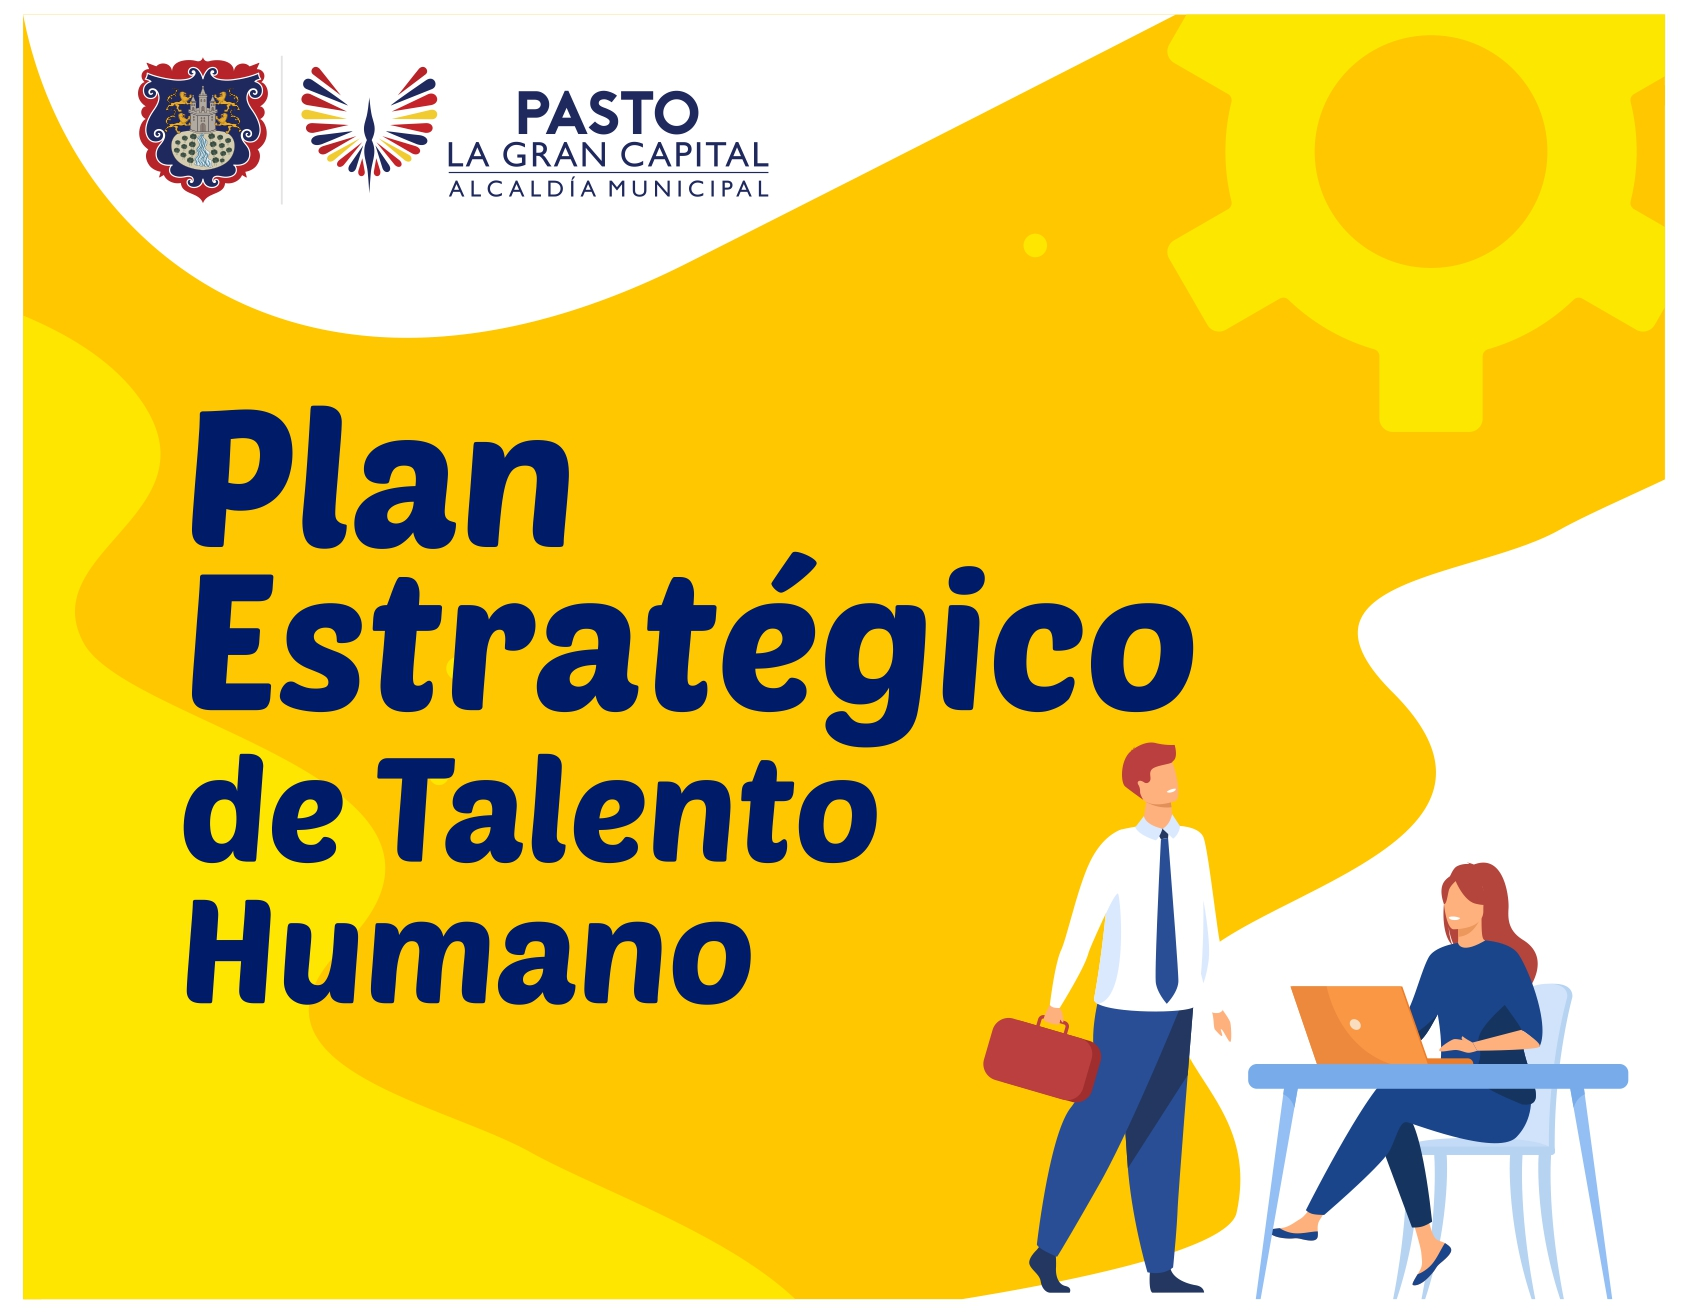 PASTO
LA GRAN CAPITAL
ALCALDÍA MUNICIPAL
Plan
Estratégico
de Talento
Humano